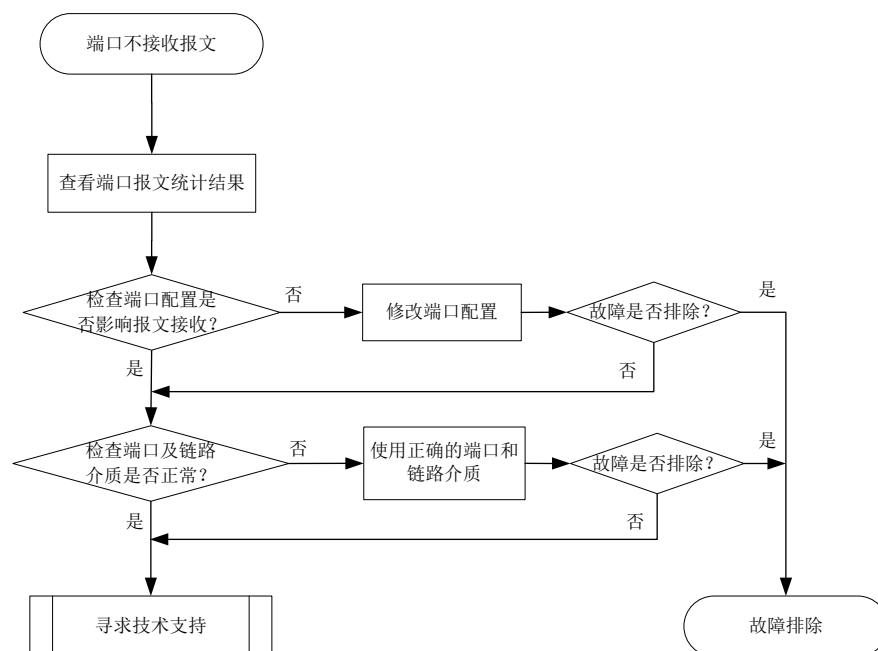 端口不接收报文
查看端口报文统计结果
检查端口配置是
否影响报文接收？
否
修改端口配置
故障是否排除？
是
是
否
检查端口及链路
介质是否正常？
否
使用正确的端口和
链路介质
故障是否排除？
是
是
否
寻求技术支持
故障排除